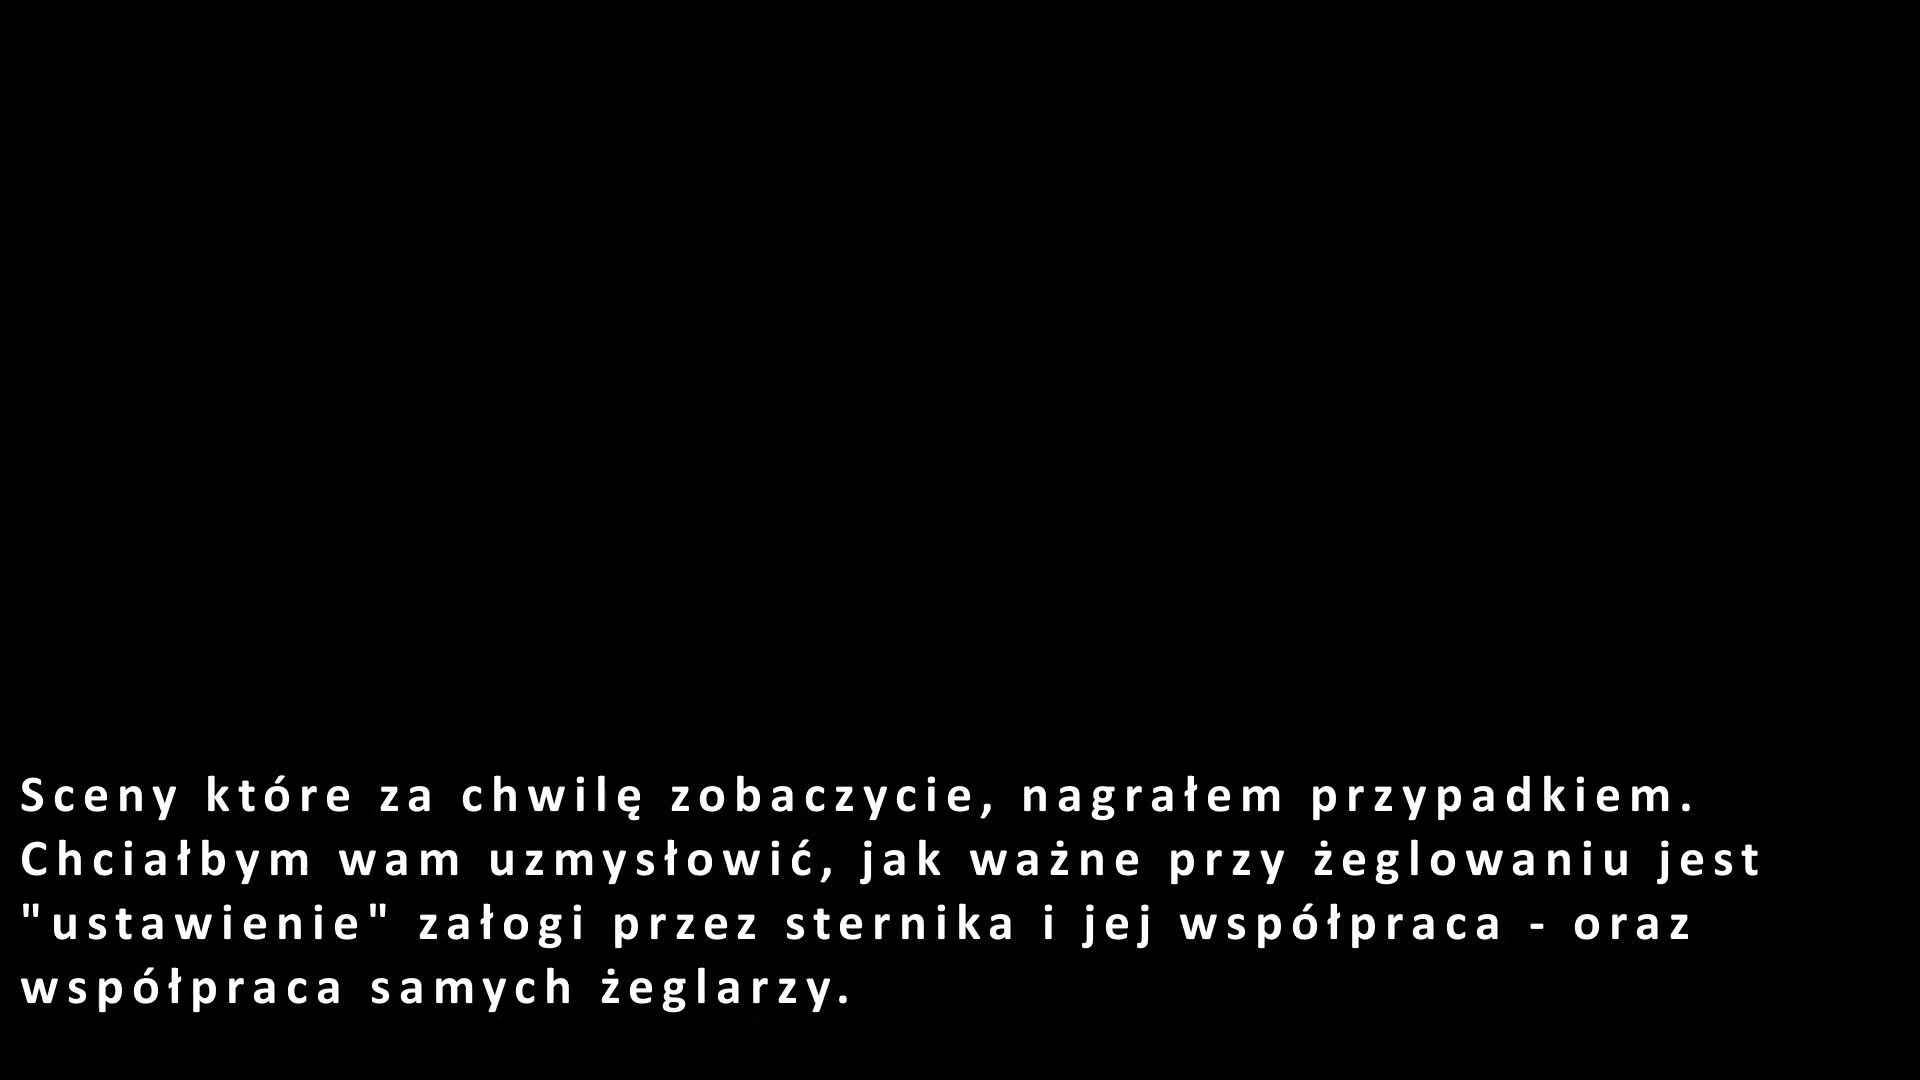 Sceny które za chwilę zobaczycie, nagrałem przypadkiem.
Chciałbym wam uzmysłowić, jak ważne przy żeglowaniu jest
"ustawienie" załogi przez sternika i jej współpraca - oraz
współpraca samych żeglarzy.